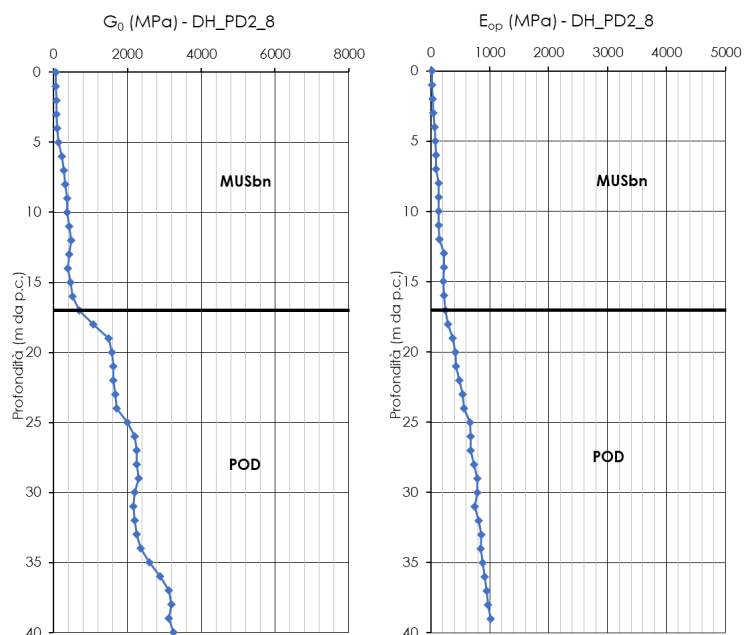 G₀ (MPa) - DH_PD2_8
0 2000 4000 6000 8000
0
5
10
15
20
25
30
35
40
Profondità (m da p.c.)
MUSbn
POD
E_op (MPa) - DH_PD2_8
0 1000 2000 3000 4000 5000
0
5
10
15
20
25
30
35
40
Profondità (m da p.c.)
MUSbn
POD